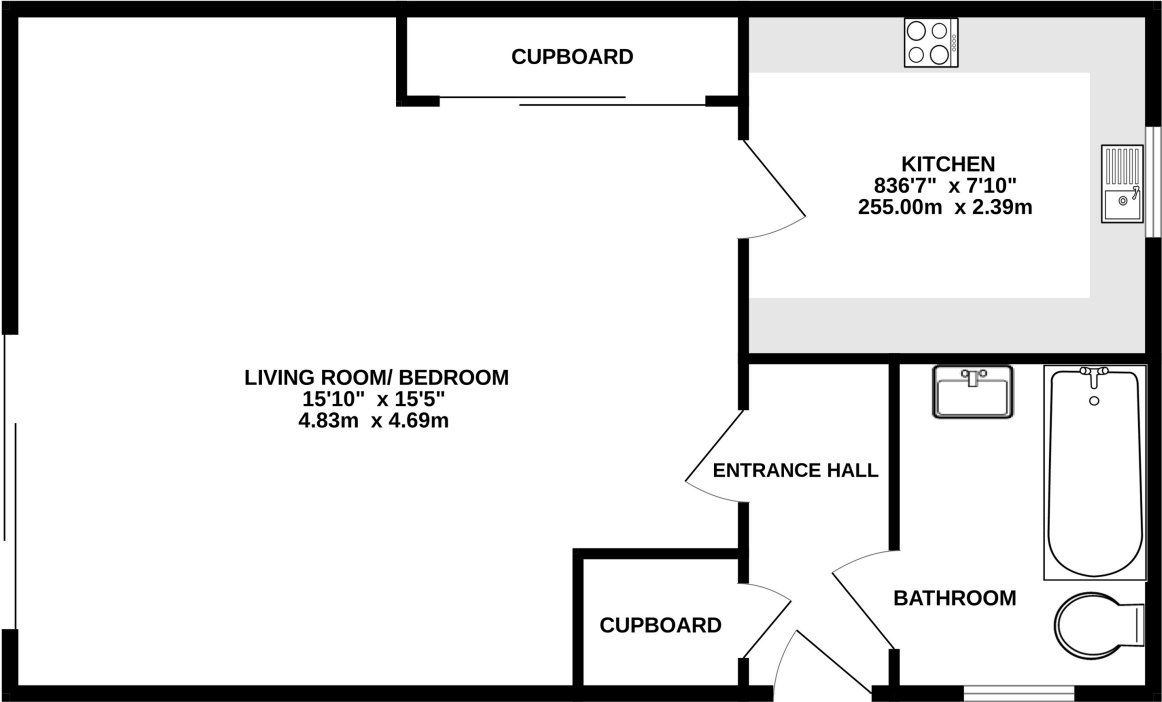 CUPBOARD
KITCHEN
836'7" x 7'10"
255.00m x 2.39m
LIVING ROOM/ BEDROOM
15'10" x 15'5"
4.83m x 4.69m
ENTRANCE HALL
BATHROOM
CUPBOARD